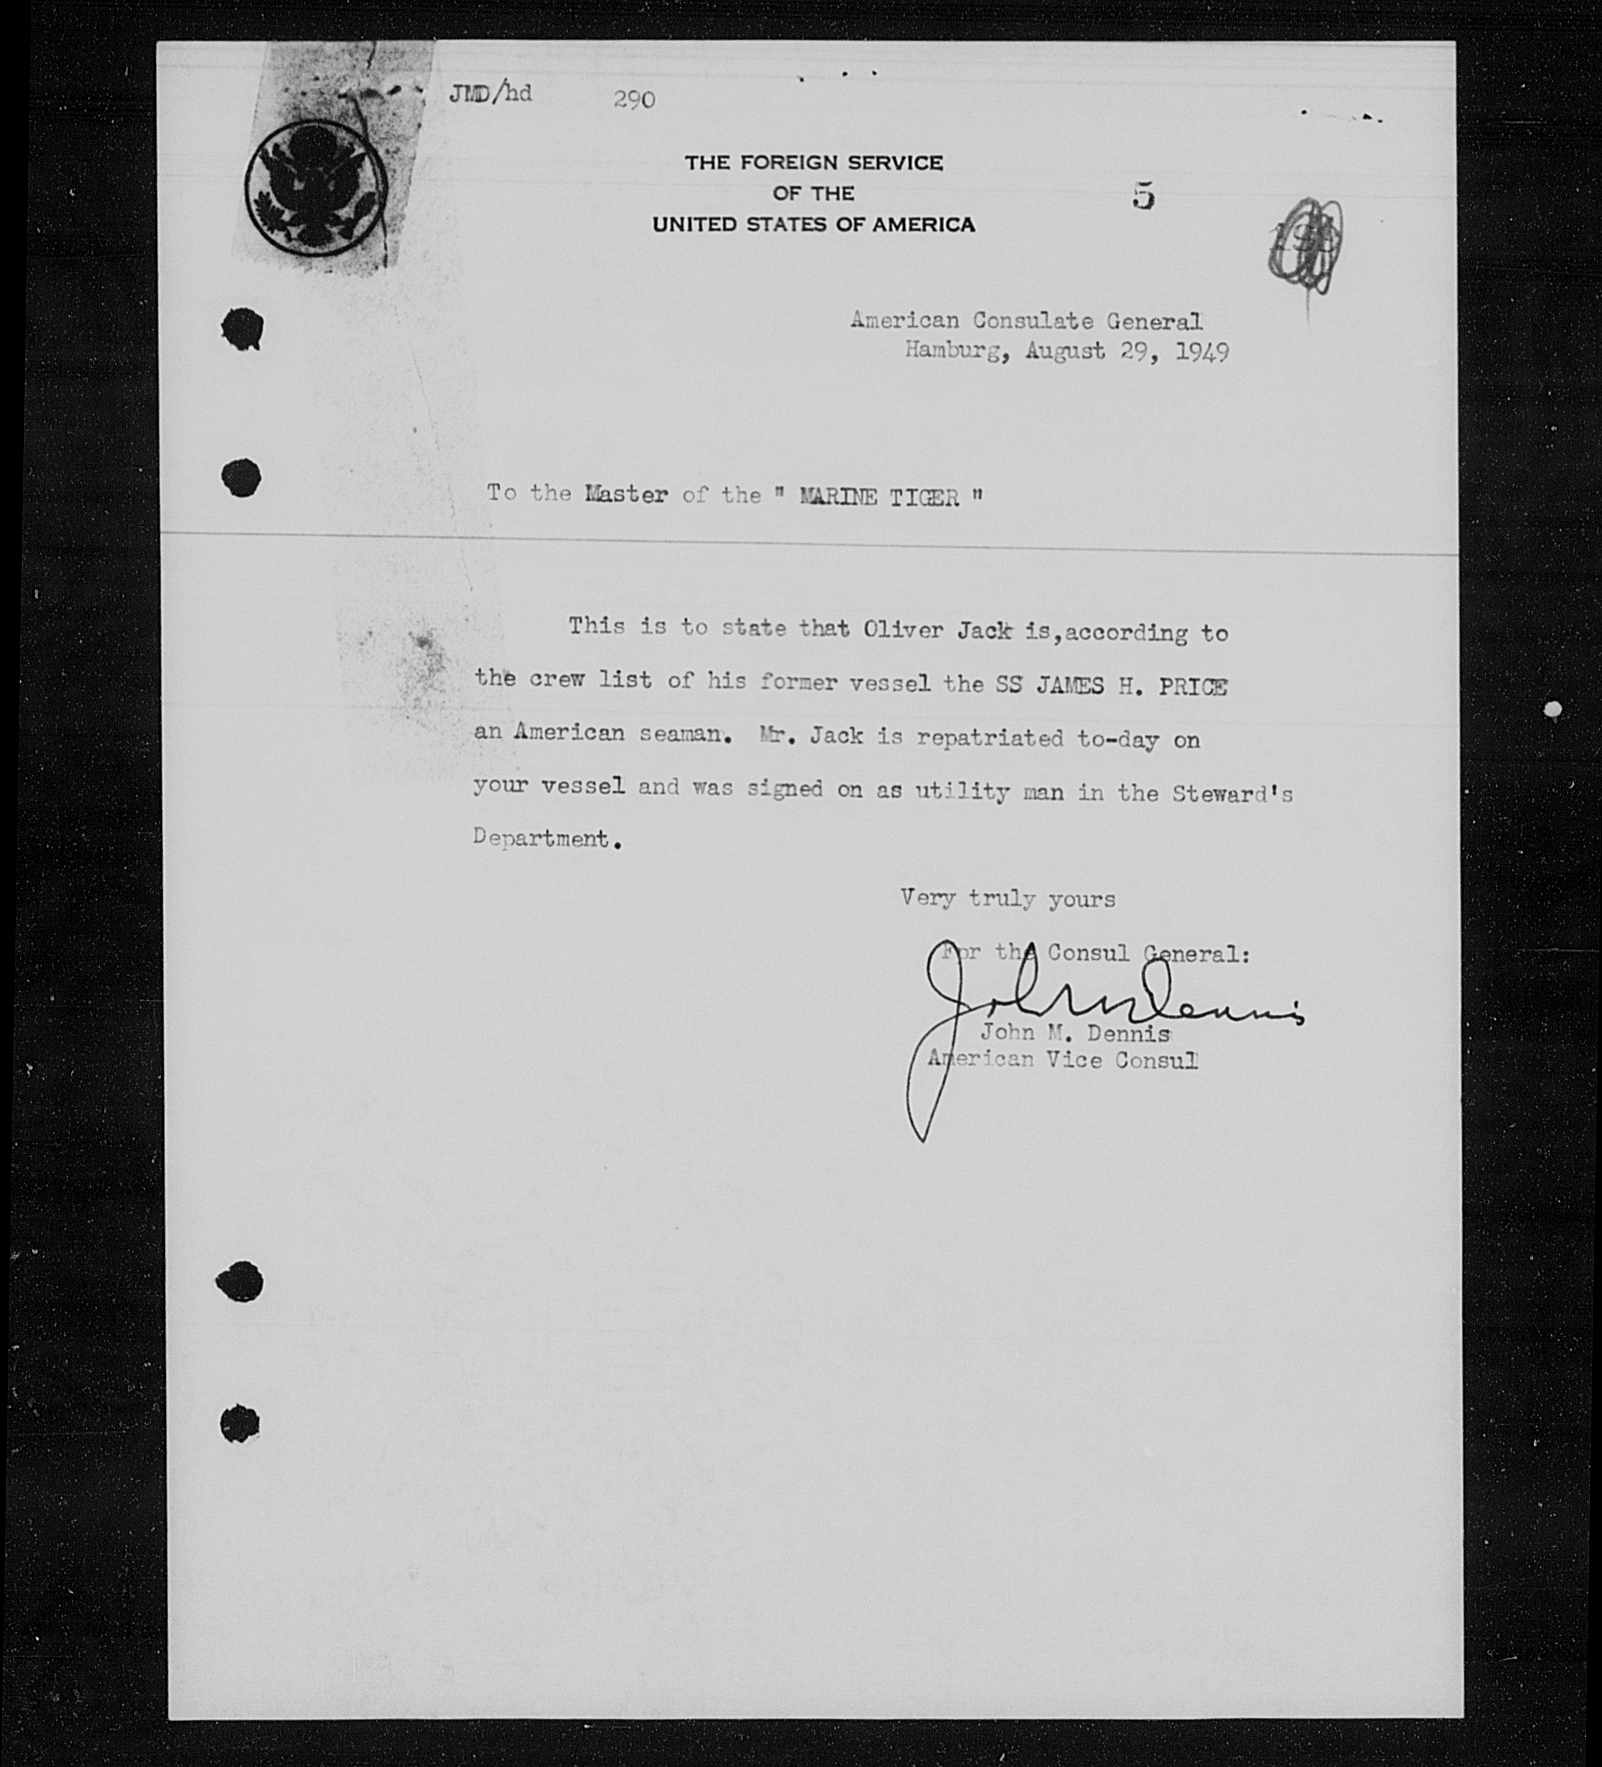 JMD/hd 290
THE FOREIGN SERVICE
OF THE
UNITED STATES OF AMERICA
5
American Consulate General
Hamburg, August 29, 1949
To the Master of the " MARINE TIGER "
This is to state that Oliver Jack is,according to
the crew list of his former vessel the SS JAMES H. PRICE
an American seaman. Mr. Jack is repatriated to-day on
your vessel and was signed on as utility man in the Steward's
Department.
Very truly yours
For the Consul General:
John M Dennis
John M. Dennis
American Vice Consul